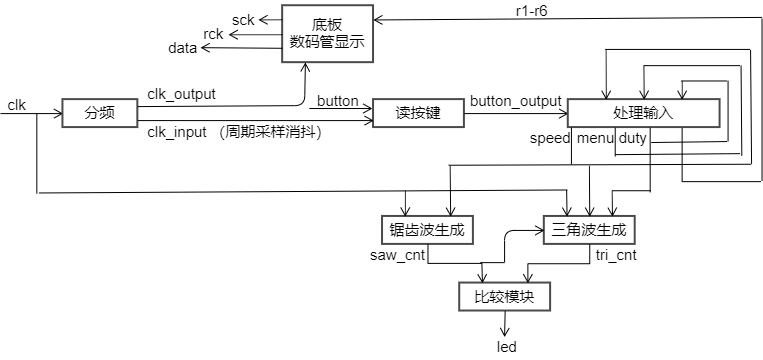 r1-r6
sck
rck
data
底板
数码管显示
clk
分频
clk_output
clk_input （周期采样消抖）
button
读按键
button_output
处理输入
speed
menu
duty
锯齿波生成
三角波生成
saw_cnt
tri_cnt
比较模块
led